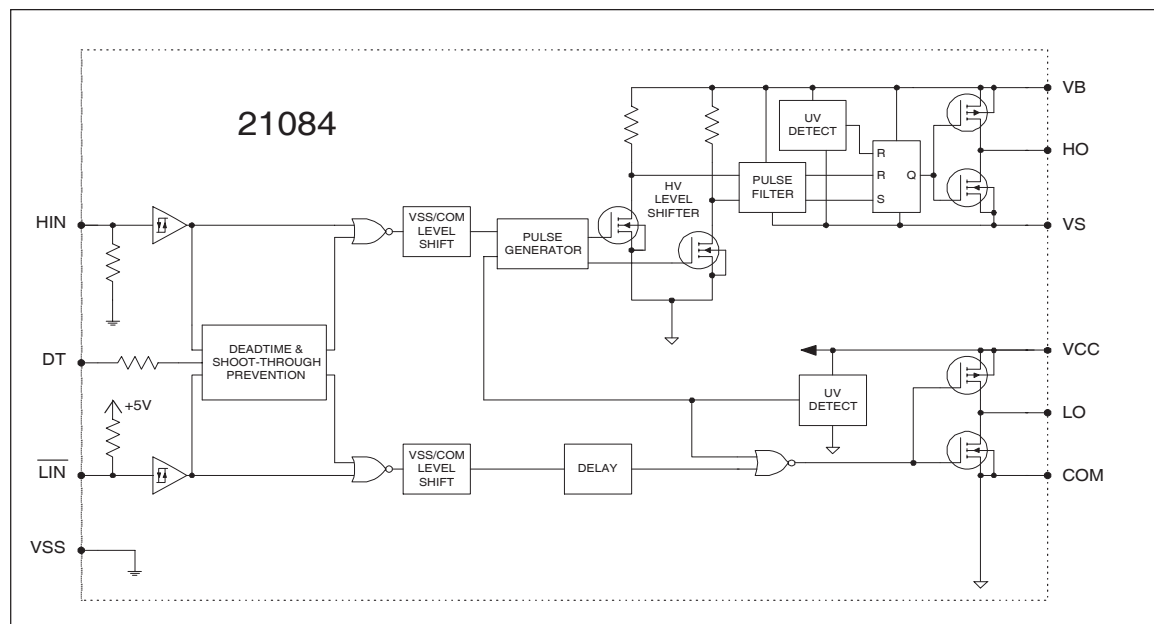 21084
VB
UV
DETECT
HO
R
R
Q
S
PULSE
FILTER
HV
LEVEL
SHIFTER
HIN
VSS/COM
LEVEL
SHIFT
PULSE
GENERATOR
VS
DT
DEADTIME &
SHOOT-THROUGH
PREVENTION
VCC
+5V
UV
DETECT
LO
LIN
VSS/COM
LEVEL
SHIFT
DELAY
COM
VSS